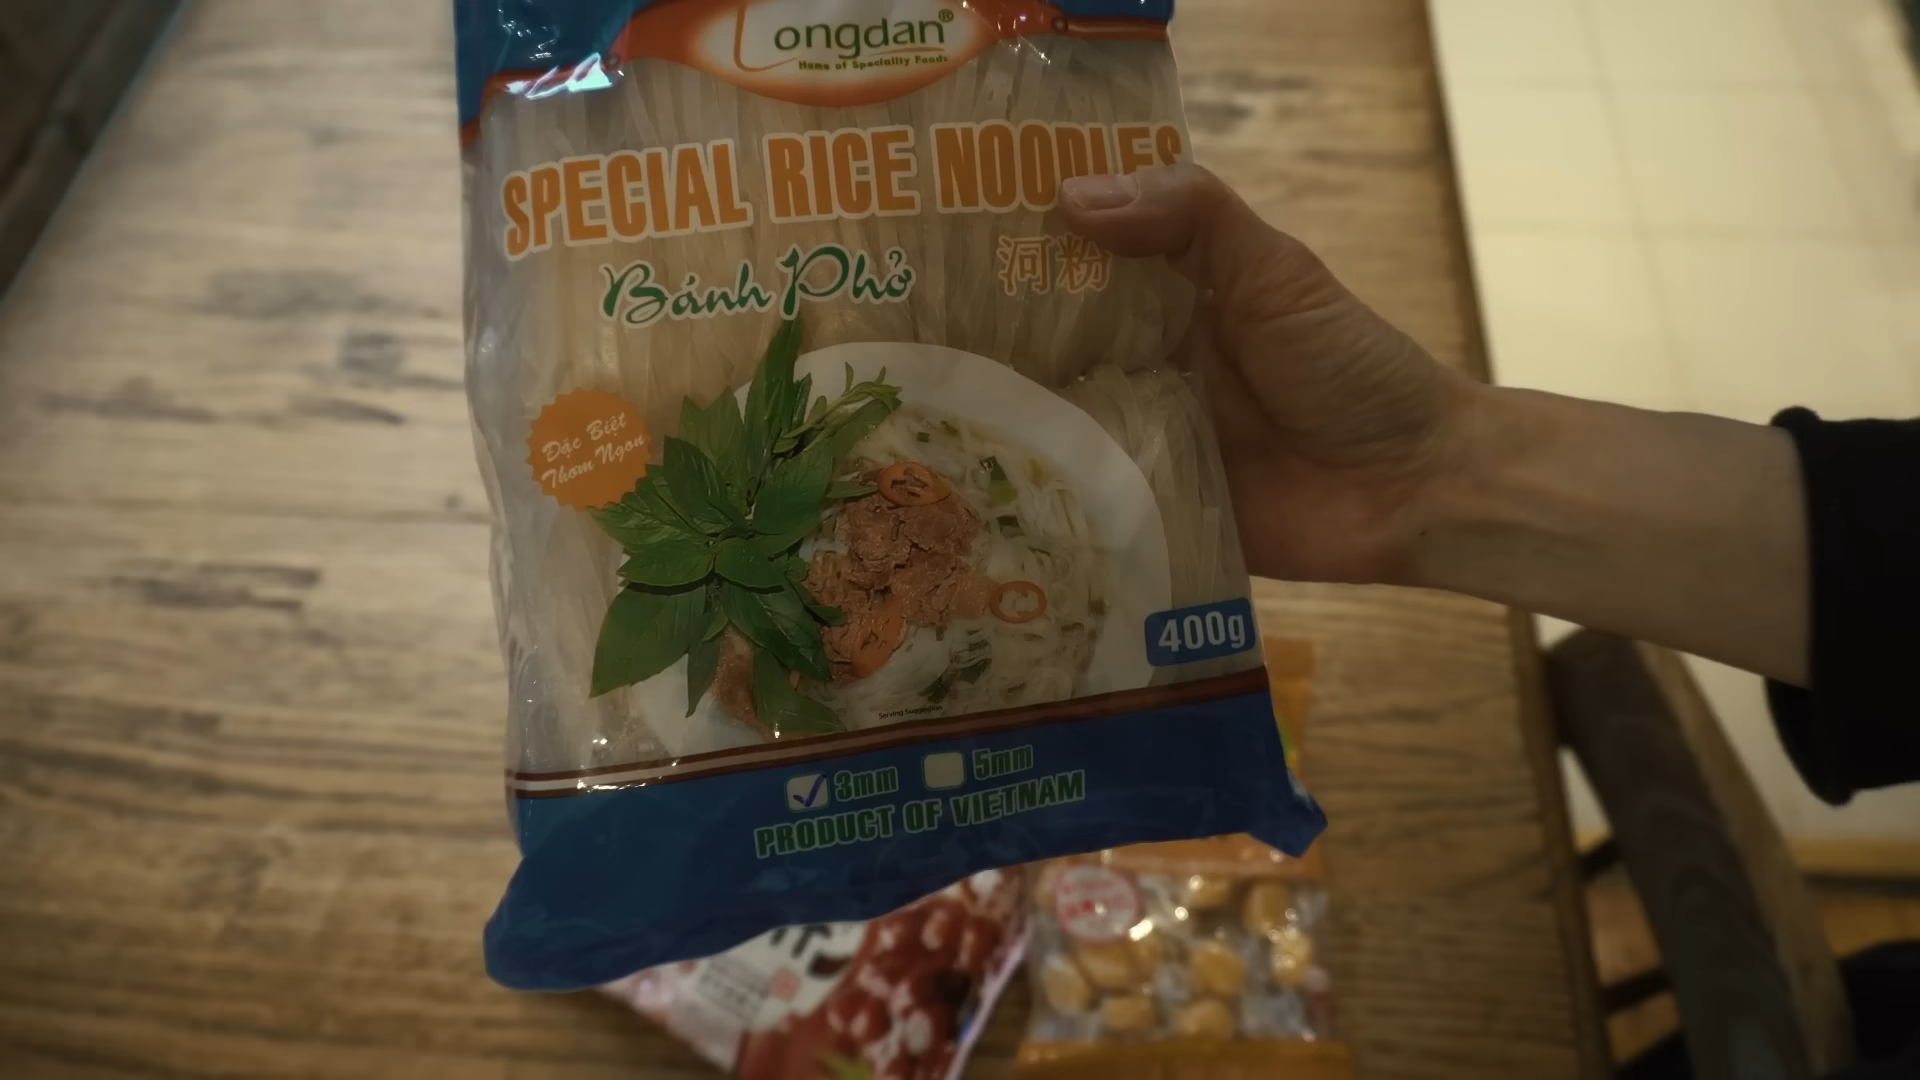 Longdan®
Home of Speciality Foods
SPECIAL RICE NOODLES
Bánh Phở
河粉
Đặc Biệt
Thơm Ngon
400g
Serving Suggestion
3mm
5mm
PRODUCT OF VIETNAM